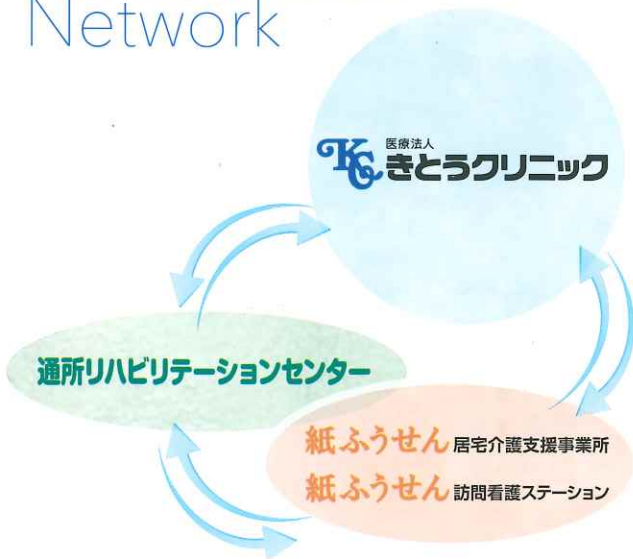 Network
医療法人
KC きとうクリニック
通所リハビリテーションセンター
紙ふうせん 居宅介護支援事業所
紙ふうせん 訪問看護ステーション